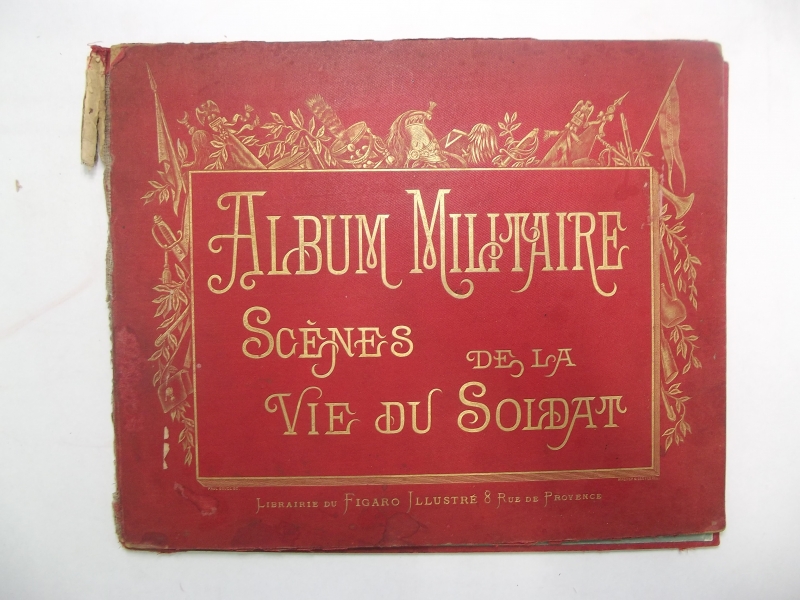 ALBUM MILITAIRE
SCÈNES
DE LA
VIE DU SOLDAT
LIBRAIRIE DU FIGARO ILLUSTRÉ 8 RUE DE PROVENCE